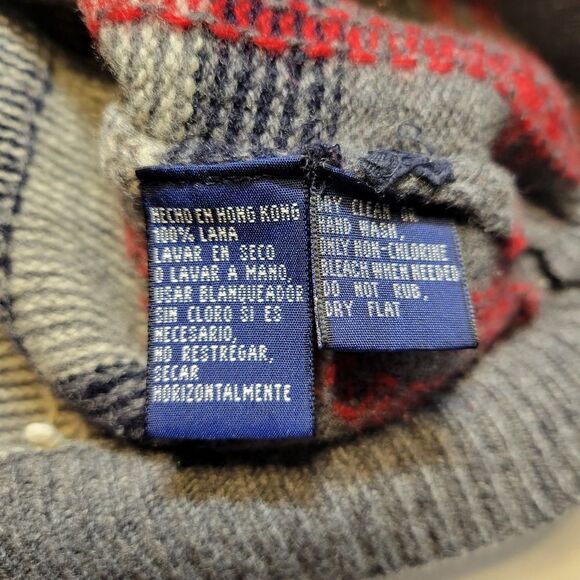 HECHO EN HONG KONG
100% LANA
LAVAR EN SECO
O LAVAR A MANO,
USAR BLANQUEADOR
SIN CLORO SI ES
NECESARIO,
NO RESTREGAR,
SECAR
HORIZONTALMENTE
DRY CLEAN OR
HAND WASH,
ONLY NON-CHLORINE
BLEACH WHEN NEEDED
DO NOT RUB,
DRY FLAT